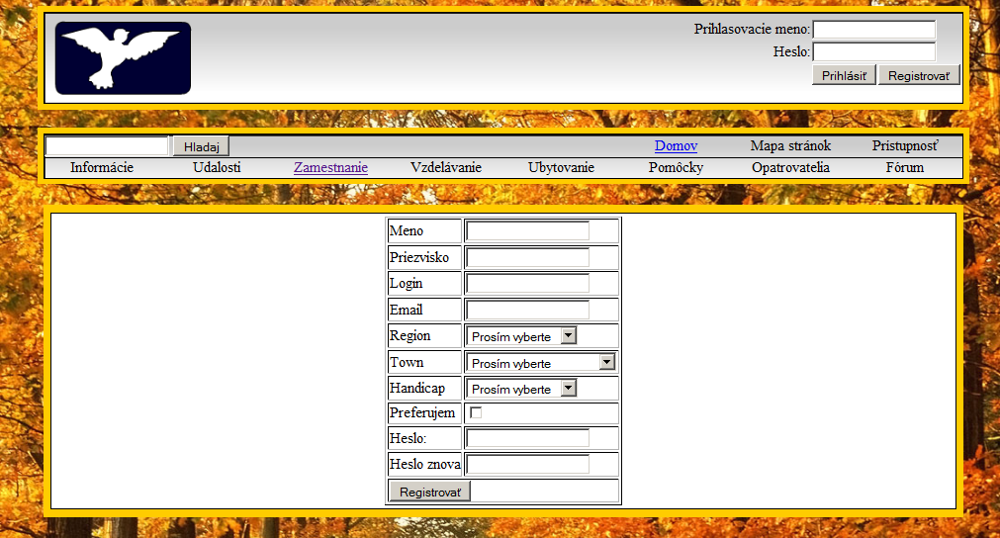 Prihlasovacie meno:
Heslo:
Prihlásiť Registrovať
Hladaj Domov Mapa stránok Pristupnosť
Informácie Udalosti Zamestnanie Vzdelávanie Ubytovanie Pomôcky Opatrovatelia Fórum
Meno
Priezvisko
Login
Email
Region Prosím vyberte
Town Prosím vyberte
Handicap Prosím vyberte
Preferujem
Heslo:
Heslo znova
Registrovať